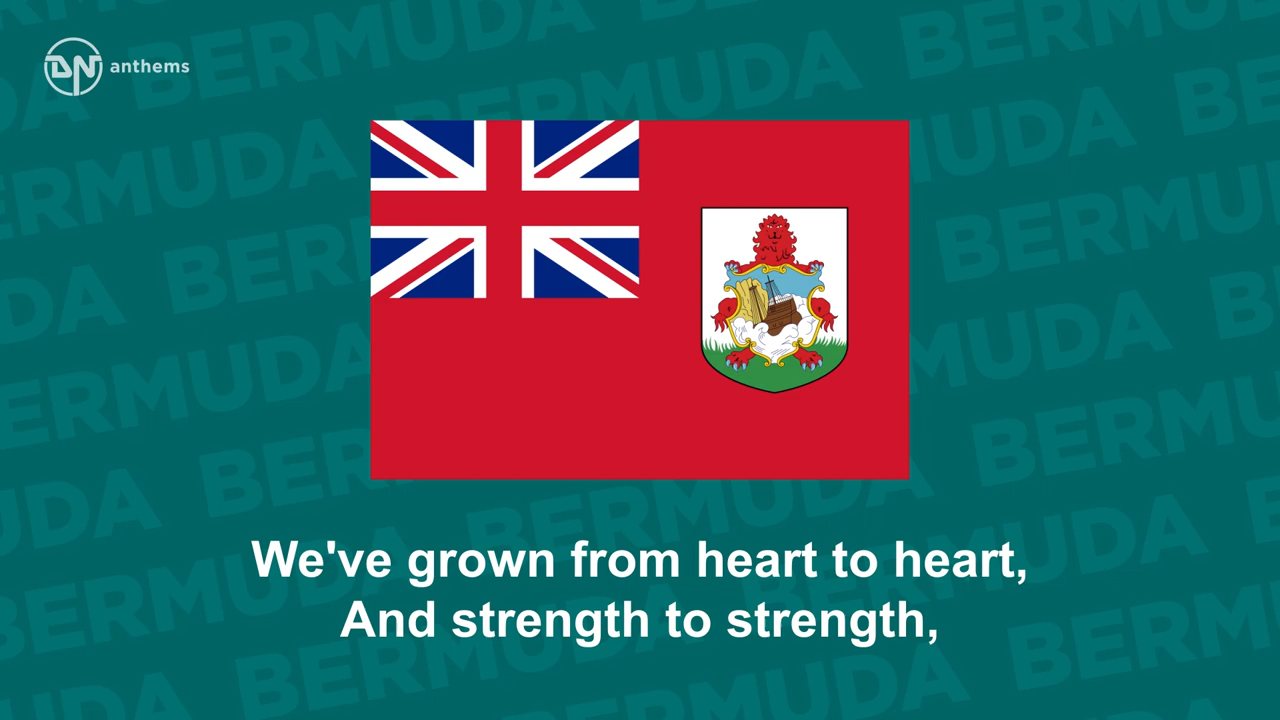 DN anthems
BERMUDA
We've grown from heart to heart,
And strength to strength,